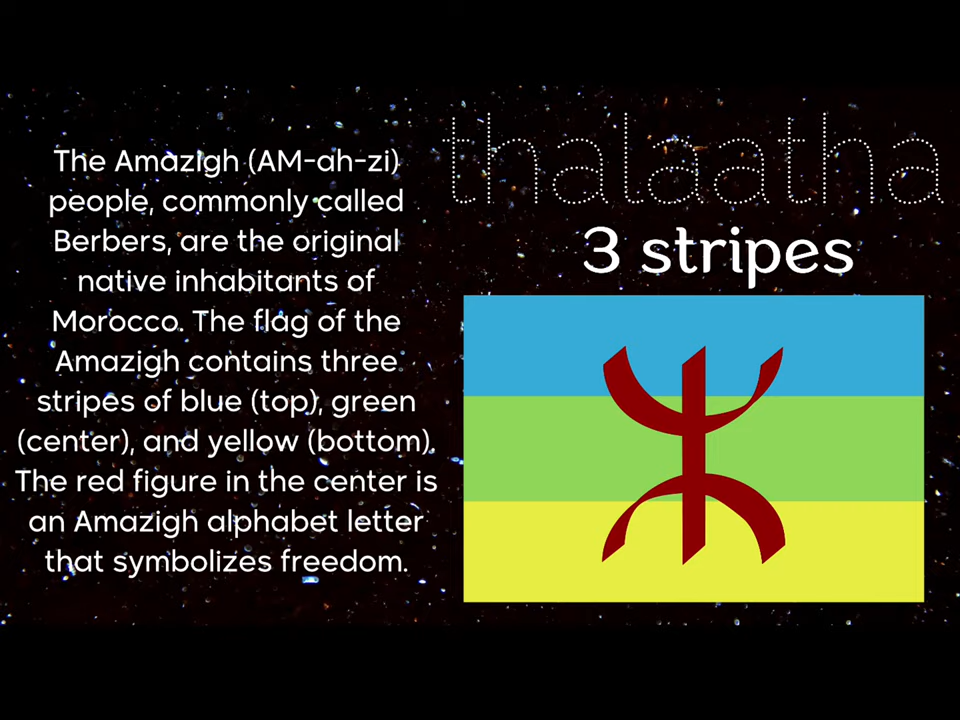 The Amazigh (AM-ah-zi)
people, commonly called
Berbers, are the original
native inhabitants of
Morocco. The flag of the
Amazigh contains three
stripes of blue (top), green
(center), and yellow (bottom).
The red figure in the center is
an Amazigh alphabet letter
that symbolizes freedom.
thalaatha
3 stripes
ⵣ